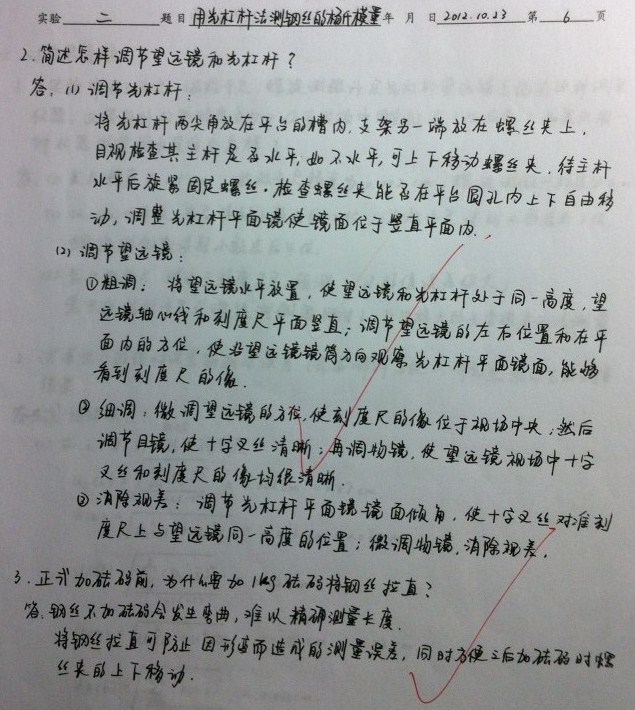 实验 二 题目 用光杠杆法测钢丝的杨氏模量 年 月 日 2012.10.23 第 6 页
2.简述怎样调节望远镜和光杠杆?
答:(1)调节光杠杆:
将光杠杆两尖角放在平台的槽内,支架另一端放在螺丝夹上,
目视检查其主杆是否水平,如不水平,可上下移动螺丝夹,待主杆
水平后旋紧固定螺丝.检查螺丝夹能否在平台圆孔内上下自由移
动,调整光杠杆平面镜使镜面位于竖直平面内.
(2)调节望远镜:
①粗调: 将望远镜水平放置,使望远镜和光杠杆处于同一高度,望
远镜轴心线和刻度尺平面竖直;调节望远镜的左右位置和在平
面内的方位,使沿望远镜镜筒方向观察光杠杆平面镜面,能够
看到刻度尺的像.
②细调:微调望远镜的方位,使刻度尺的像位于视场中央;然后
调节目镜,使十字叉丝清晰;再调物镜,使望远镜视场中十字
叉丝和刻度尺的像均很清晰.
③消除视差:调节光杠杆平面镜镜面倾角,使十字叉丝对准刻
度尺上与望远镜同一高度的位置;微调物镜,消除视差.
3.正式加砝码前,为什么要加1kg砝码将钢丝拉直?
答:钢丝不加砝码会发生弯曲,难以精确测量长度.
将钢丝拉直可防止因形变而造成的测量误差,同时方便之后加砝码时螺
丝夹的上下移动.